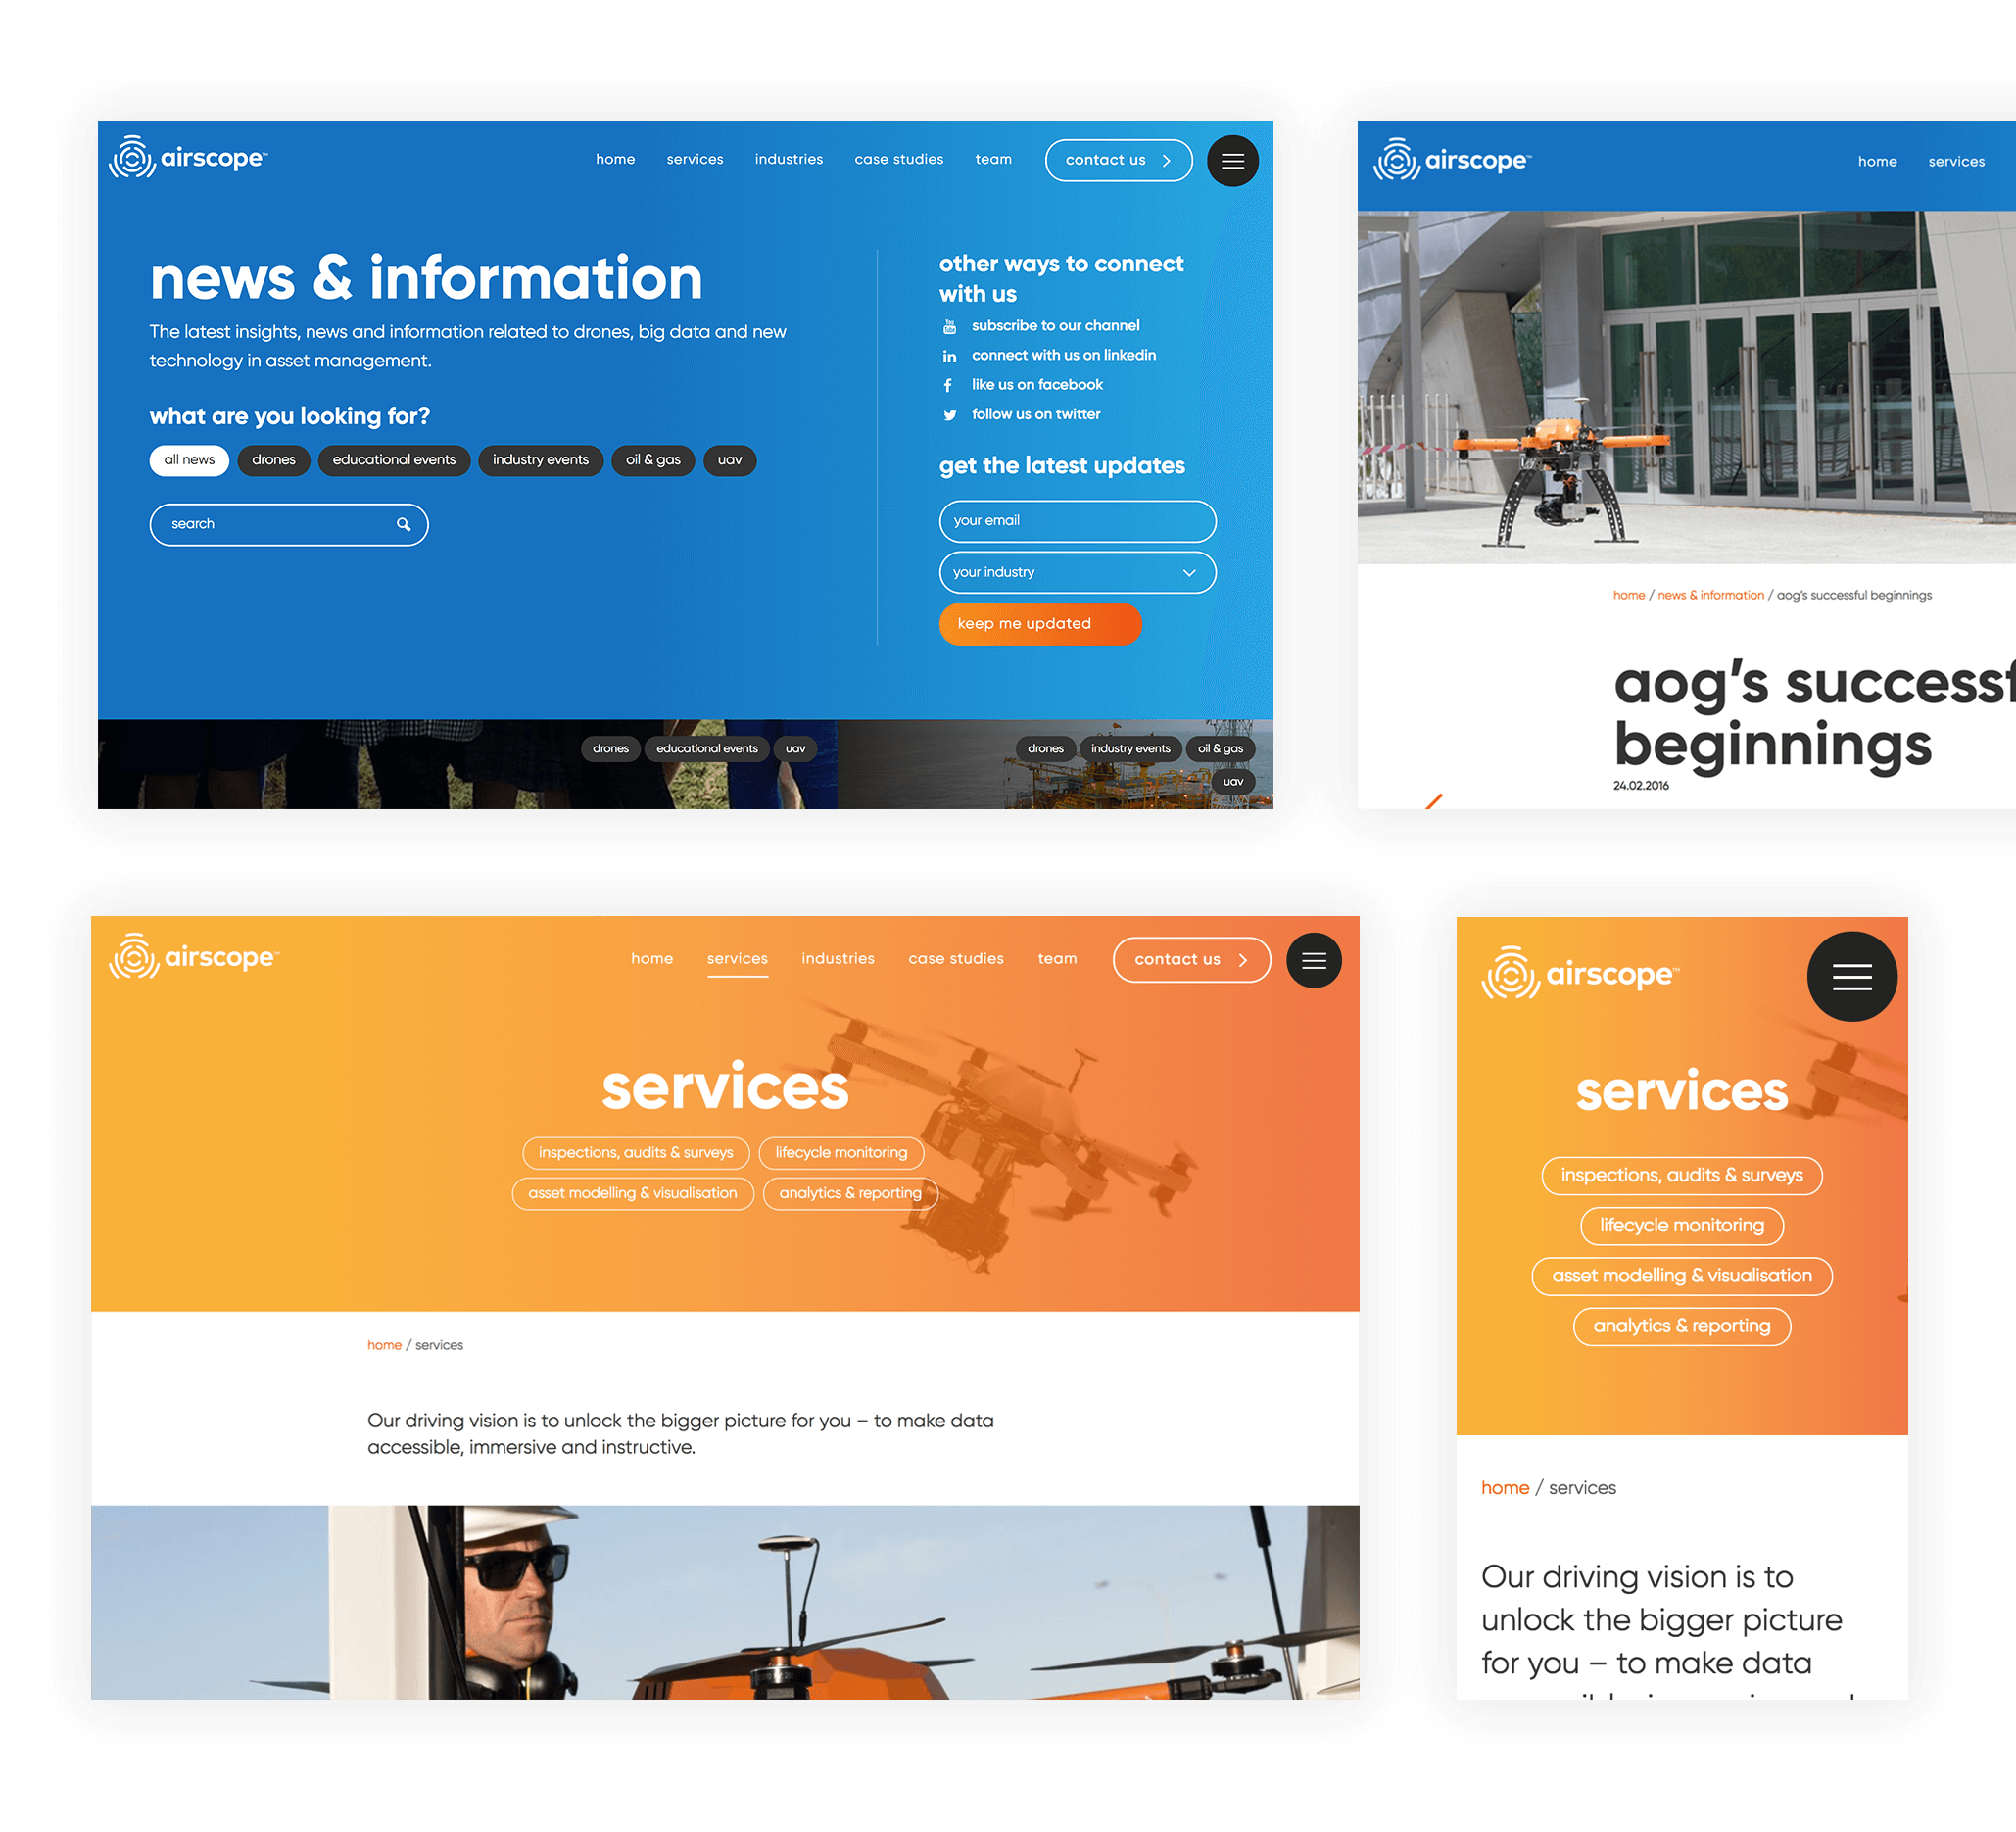 airscope™
home services industries case studies team contact us
news & information
The latest insights, news and information related to drones, big data and new
technology in asset management.
what are you looking for?
all news drones educational events industry events oil & gas uav
search
other ways to connect
with us
You Tube subscribe to our channel
in connect with us on linkedin
f like us on facebook
follow us on twitter
get the latest updates
your email
your industry
keep me updated
drones educational events uav
drones industry events oil & gas
uav
airscope™
home services
home / news & information / aog's successful beginnings
aog's successf
beginnings
24.02.2016
airscope™
home services industries case studies team contact us
services
inspections, audits & surveys lifecycle monitoring
asset modelling & visualisation analytics & reporting
home / services
Our driving vision is to unlock the bigger picture for you – to make data
accessible, immersive and instructive.
airscope™
services
inspections, audits & surveys
lifecycle monitoring
asset modelling & visualisation
analytics & reporting
home / services
Our driving vision is to
unlock the bigger picture
for you – to make data